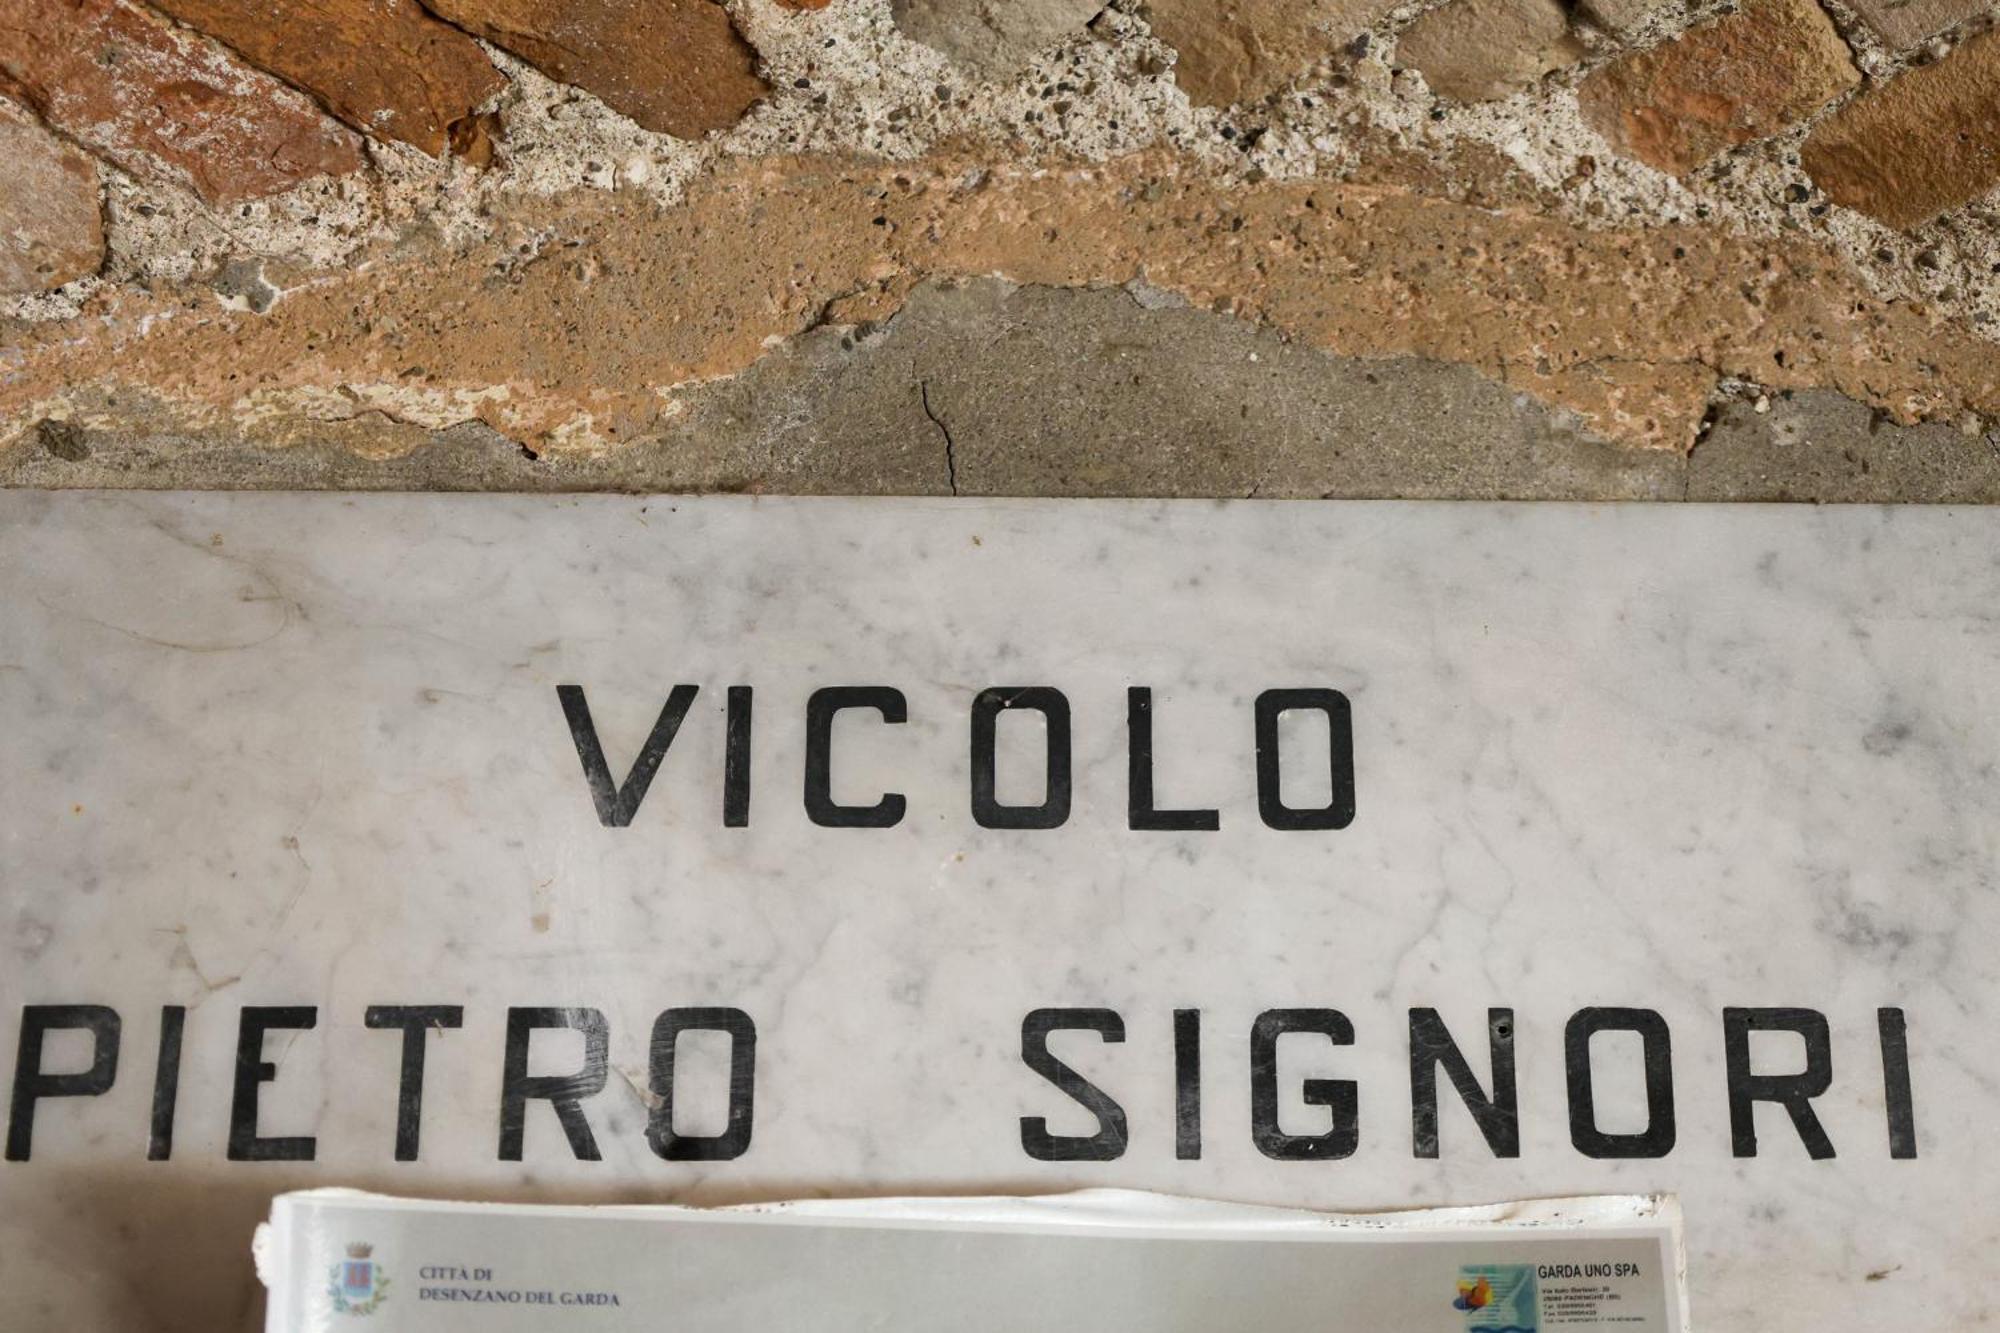 VICOLO
PIETRO SIGNORI
CITTÀ DI
DESENZANO DEL GARDA
GARDA UNO SPA